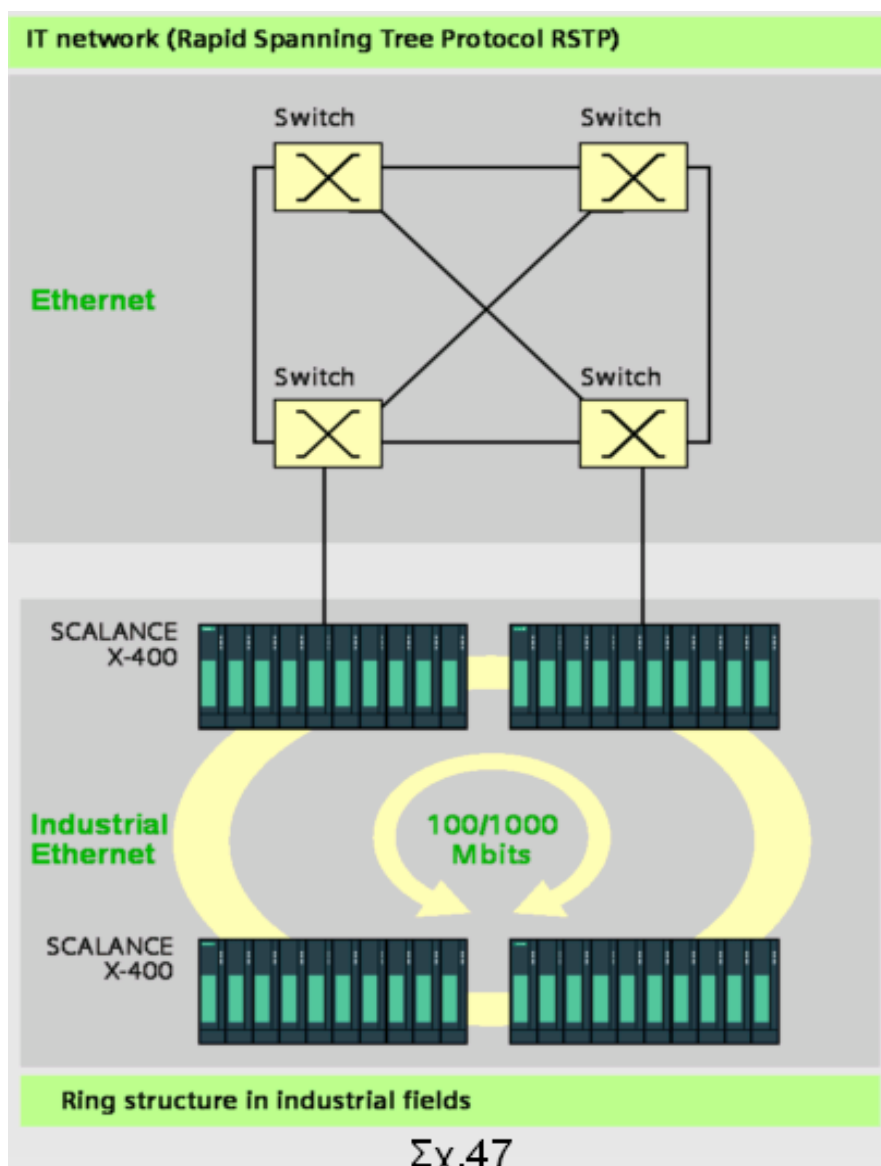 IT network (Rapid Spanning Tree Protocol RSTP)
Switch
Switch
Ethernet
Switch
Switch
SCALANCE
X-400
Industrial
Ethernet
100/1000
Mbits
SCALANCE
X-400
Ring structure in industrial fields
Σχ.47